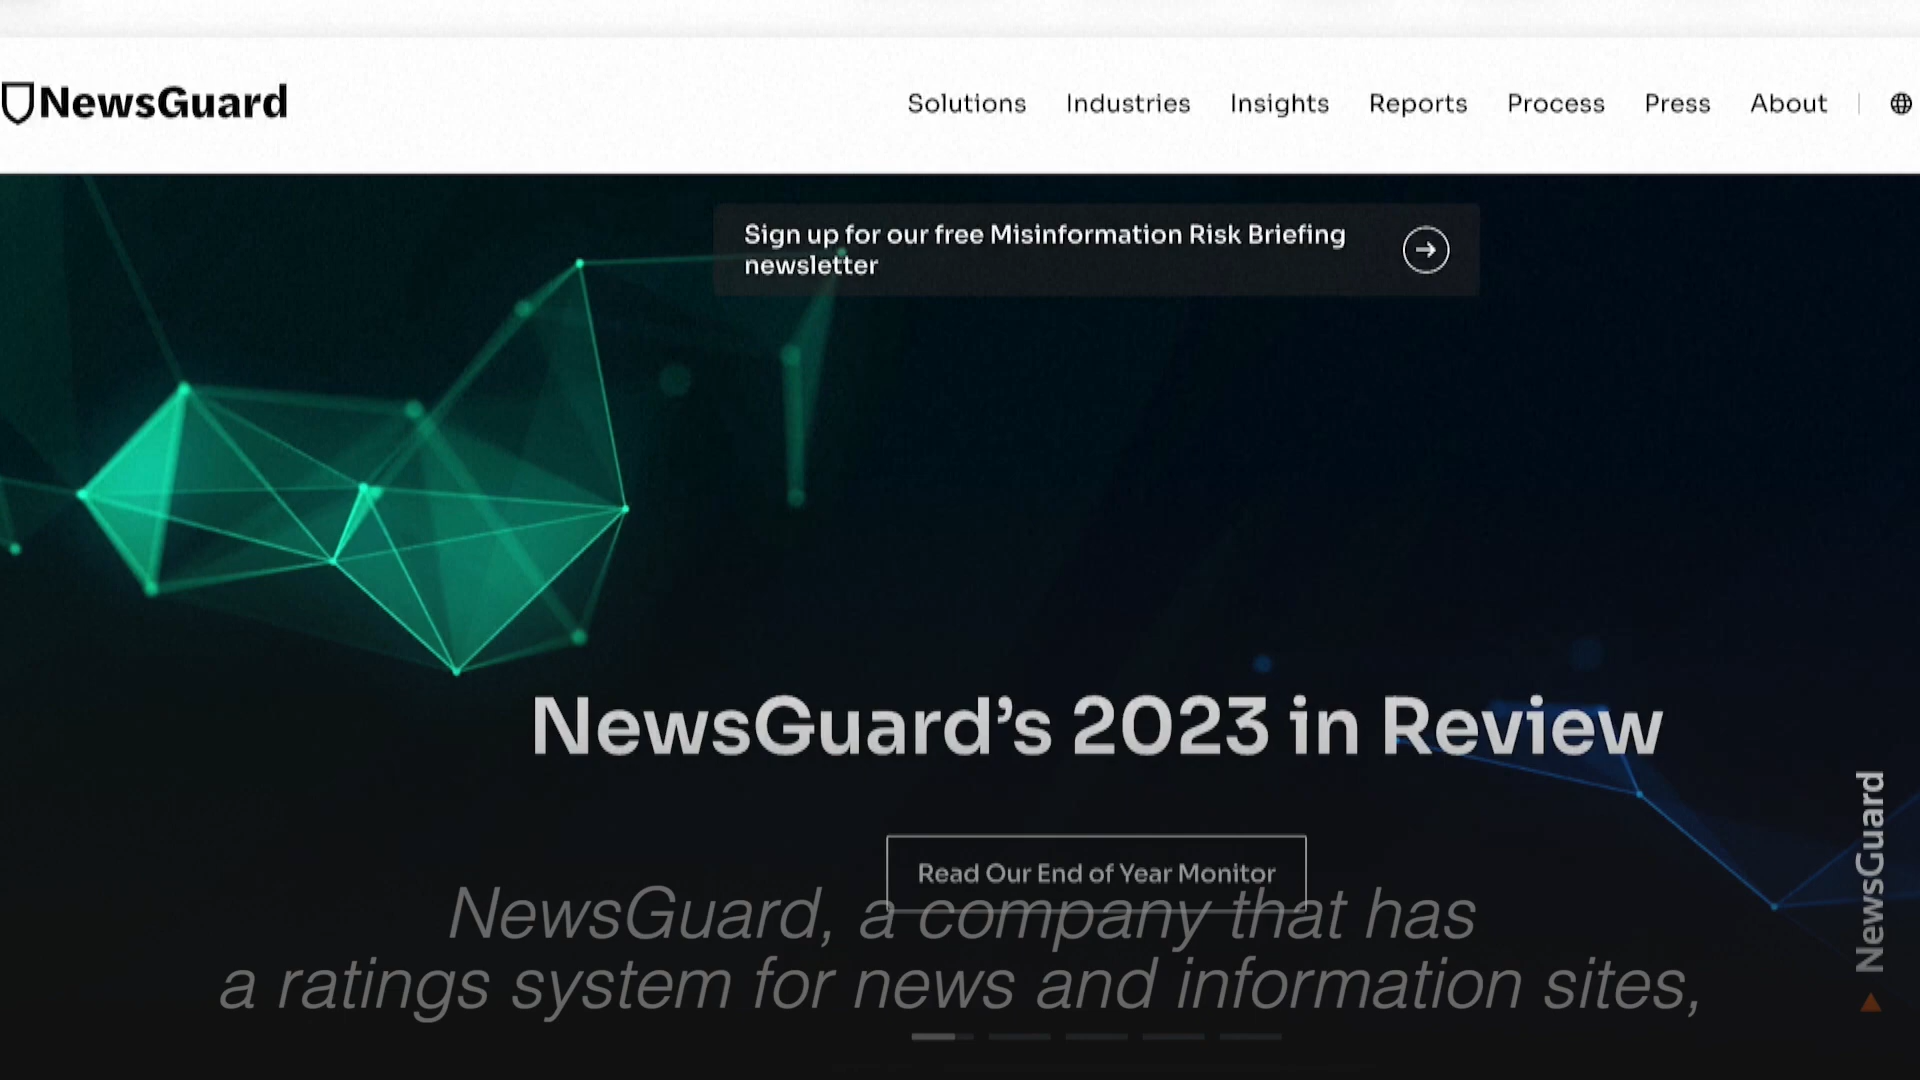 NewsGuard
Solutions Industries Insights Reports Process Press About
Sign up for our free Misinformation Risk Briefing
newsletter
NewsGuard’s 2023 in Review
Read Our End of Year Monitor
NewsGuard, a company that has
a ratings system for news and information sites,
NewsGuard